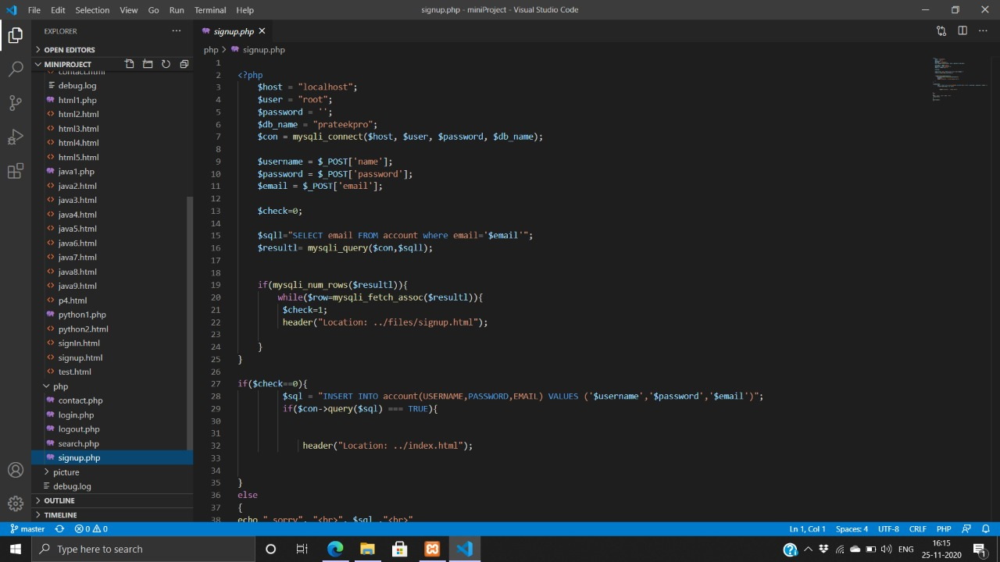 File Edit Selection View Go Run Terminal Help
signup.php - miniProject - Visual Studio Code
EXPLORER
OPEN EDITORS
MINIPROJECT
contact.html
debug.log
html1.php
html2.html
html3.html
html4.html
html5.html
java1.php
java2.html
java3.html
java4.html
java5.html
java6.html
java7.html
java8.html
java9.html
p4.html
python1.php
python2.html
signIn.html
signup.html
test.html
php
contact.php
login.php
logout.php
search.php
signup.php
picture
debug.log
OUTLINE
TIMELINE
signup.php
php > signup.php
1
2 <?php
3 $host = "localhost";
4 $user = "root";
5 $password = '';
6 $db_name = "prateekpro";
7 $con = mysqli_connect($host, $user, $password, $db_name);
8
9 $username = $_POST['name'];
10 $password = $_POST['password'];
11 $email = $_POST['email'];
12
13 $check=0;
14
15 $sqll="SELECT email FROM account where email='$email'";
16 $resultl= mysqli_query($con,$sqll);
17
18
19 if(mysqli_num_rows($resultl)){
20 while($row=mysqli_fetch_assoc($resultl)){
21 $check=1;
22 header("Location: ../files/signup.html");
23
24 }
25 }
26
27 if($check==0){
28 $sql = "INSERT INTO account(USERNAME,PASSWORD,EMAIL) VALUES ('$username','$password','$email')";
29 if($con->query($sql) === TRUE){
30
31
32 header("Location: ../index.html");
33
34
35 }
36 else
37 {
38 echo " sorry". "<br>". $sql ."<br>"
master 0 0
Ln 1, Col 1 Spaces: 4 UTF-8 CRLF PHP
Type here to search
ENG
16:15
25-11-2020
1